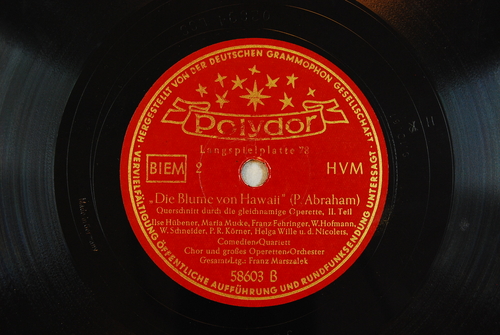 HERGESTELLT VON DER DEUTSCHEN GRAMMOPHON GESELLSCHAFT
Polydor
Langspielplatte 78
BIEM
2
HVM
„Die Blume von Hawaii" (P. Abraham)
Querschnitt durch die gleichnamige Operette, II. Teil
Ilse Hübener, Maria Mucke, Franz Fehringer, W. Hofmann,
W. Schneider, P. R. Körner, Helga Wille u. d. Nicolets,
Comedien-Quartett
Chor und großes Operetten-Orchester
Gesamt-Ltg.: Franz Marszalek
58603 B
VERVIELFÄLTIGUNG ÖFFENTLICHE AUFFÜHRUNG UND RUNDFUNKSENDUNG UNTERSAGT